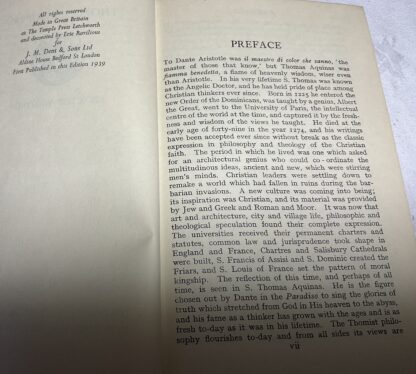 All rights reserved
Made in Great Britain
at The Temple Press Letchworth
and decorated by Eric Ravilious
for
J. M. Dent & Sons Ltd
Aldine House Bedford St London
First Published in this Edition 1939
PREFACE
To Dante Aristotle was il maestro di color che sanno, 'the
master of those that know,' but Thomas Aquinas was
fiamma benedetta, a flame of heavenly wisdom, wiser even
than Aristotle. In his very lifetime S. Thomas was known
as the Angelic Doctor, and he has held pride of place among
Christian thinkers ever since. Born in 1225 he entered the
new Order of the Dominicans, was taught by a genius, Albert
the Great, went to the University of Paris, the intellectual
centre of the world at the time, and captured it by the fresh-
ness and wisdom of the views he taught. He died at the
early age of forty-nine in the year 1274, and his writings
have been accepted ever since without break as the classic
expression in philosophy and theology of the Christian
faith. The period in which he lived was one which asked
for an architectural genius who could co-ordinate the
multitudinous ideas, ancient and new, which were stirring
men's minds. Christian leaders were settling down to
remake a world which had fallen in ruins during the bar-
barian invasions. A new culture was coming into being;
its inspiration was Christian, and its material was provided
by Jew and Greek and Roman and Moor. It was now that
art and architecture, city and village life, philosophic and
theological speculation found their complete expression.
The universities received their permanent charters and
statutes, common law and jurisprudence took shape in
England and France, Chartres and Salisbury Cathedrals
were built, S. Francis of Assisi and S. Dominic created the
Friars, and S. Louis of France set the pattern of moral
kingship. The reflection of this time, and perhaps of all
time, is seen in S. Thomas Aquinas. He is the figure
chosen out by Dante in the Paradiso to sing the glories of
truth which stretched from God in His heaven to the abyss,
and his fame as a thinker has grown with the ages and is as
fresh to-day as it was in his lifetime. The Thomist philo-
sophy flourishes to-day and from all sides its views are
vii